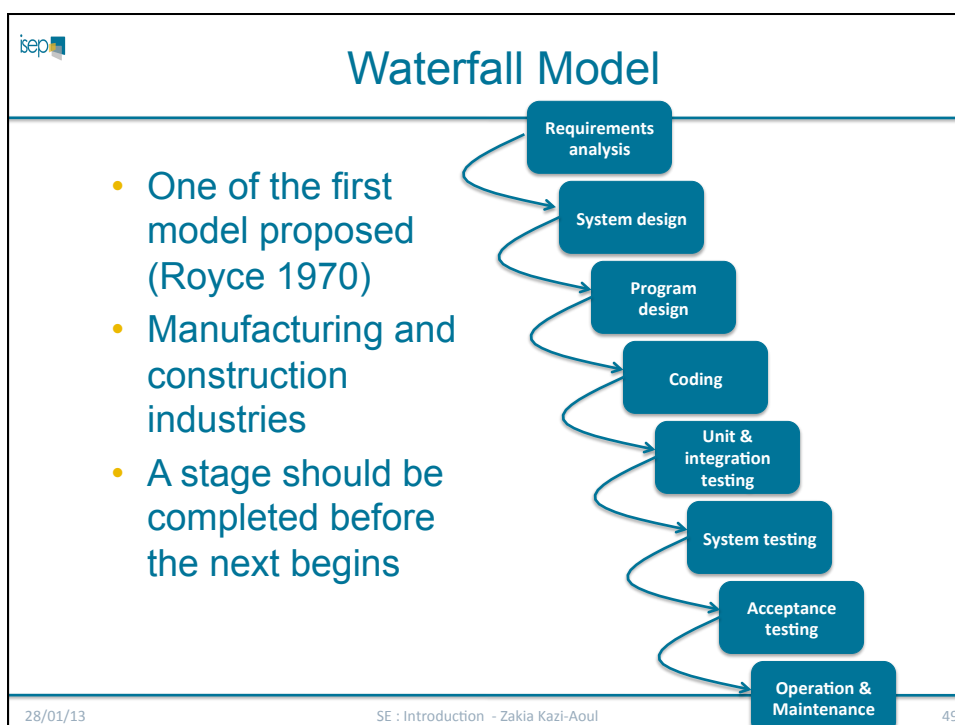 isep
Waterfall Model
• One of the first
model proposed
(Royce 1970)
• Manufacturing and
construction
industries
• A stage should be
completed before
the next begins
Requirements
analysis
System design
Program
design
Coding
Unit &
integration
testing
System testing
Acceptance
testing
Operation &
Maintenance
28/01/13
SE : Introduction - Zakia Kazi-Aoul
49